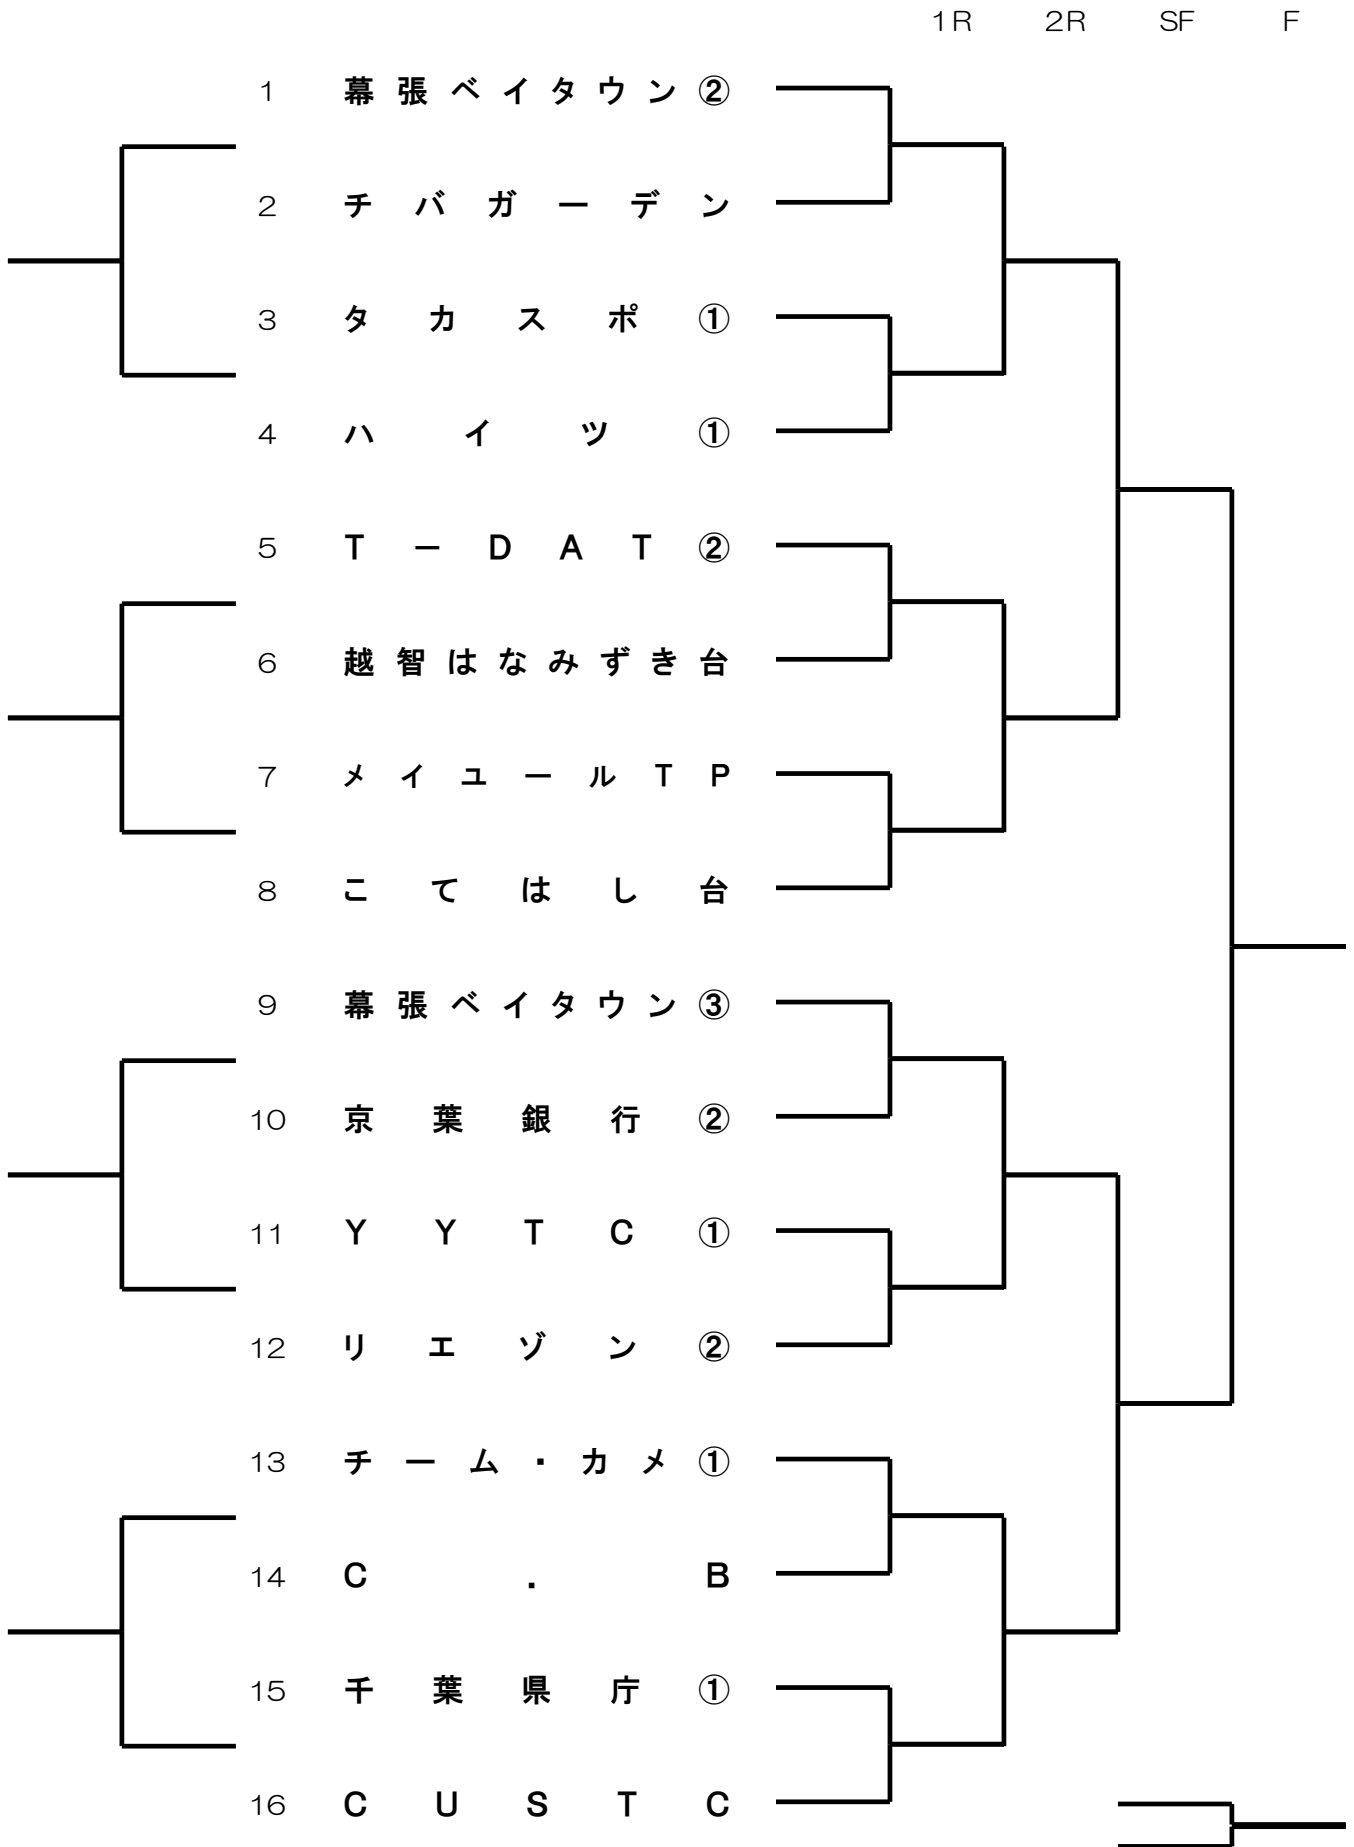 1R 2R SF F
1 幕張ベイタウン②
2 チバガーデン
3 タカスポ①
4 ハイツ①
5 T－DAT②
6 越智はなみずき台
7 メイユールTP
8 こてはし台
9 幕張ベイタウン③
10 京葉銀行②
11 YYTC①
12 リエゾン②
13 チーム・カメ①
14 C．B
15 千葉県庁①
16 CUSTC